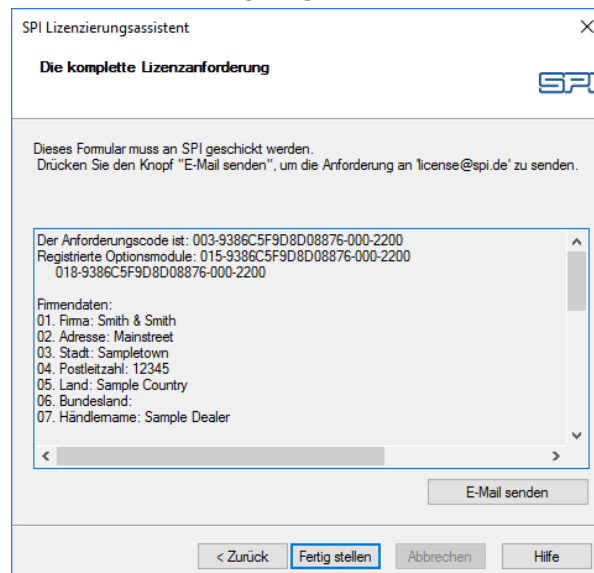 SPI Lizenzierungsassistent
Die komplette Lizenzanforderung
SPI
Dieses Formular muss an SPI geschickt werden.
Drücken Sie den Knopf "E-Mail senden", um die Anforderung an 'license@spi.de' zu senden.
Der Anforderungscode ist: 003-9386C5F9D8D08876-000-2200
Registrierte Optionsmodule: 015-9386C5F9D8D08876-000-2200
018-9386C5F9D8D08876-000-2200
Firmendaten:
01. Firma: Smith & Smith
02. Adresse: Mainstreet
03. Stadt: Sampletown
04. Postleitzahl: 12345
05. Land: Sample Country
06. Bundesland:
07. Händlername: Sample Dealer
E-Mail senden
< Zurück Fertig stellen Abbrechen Hilfe